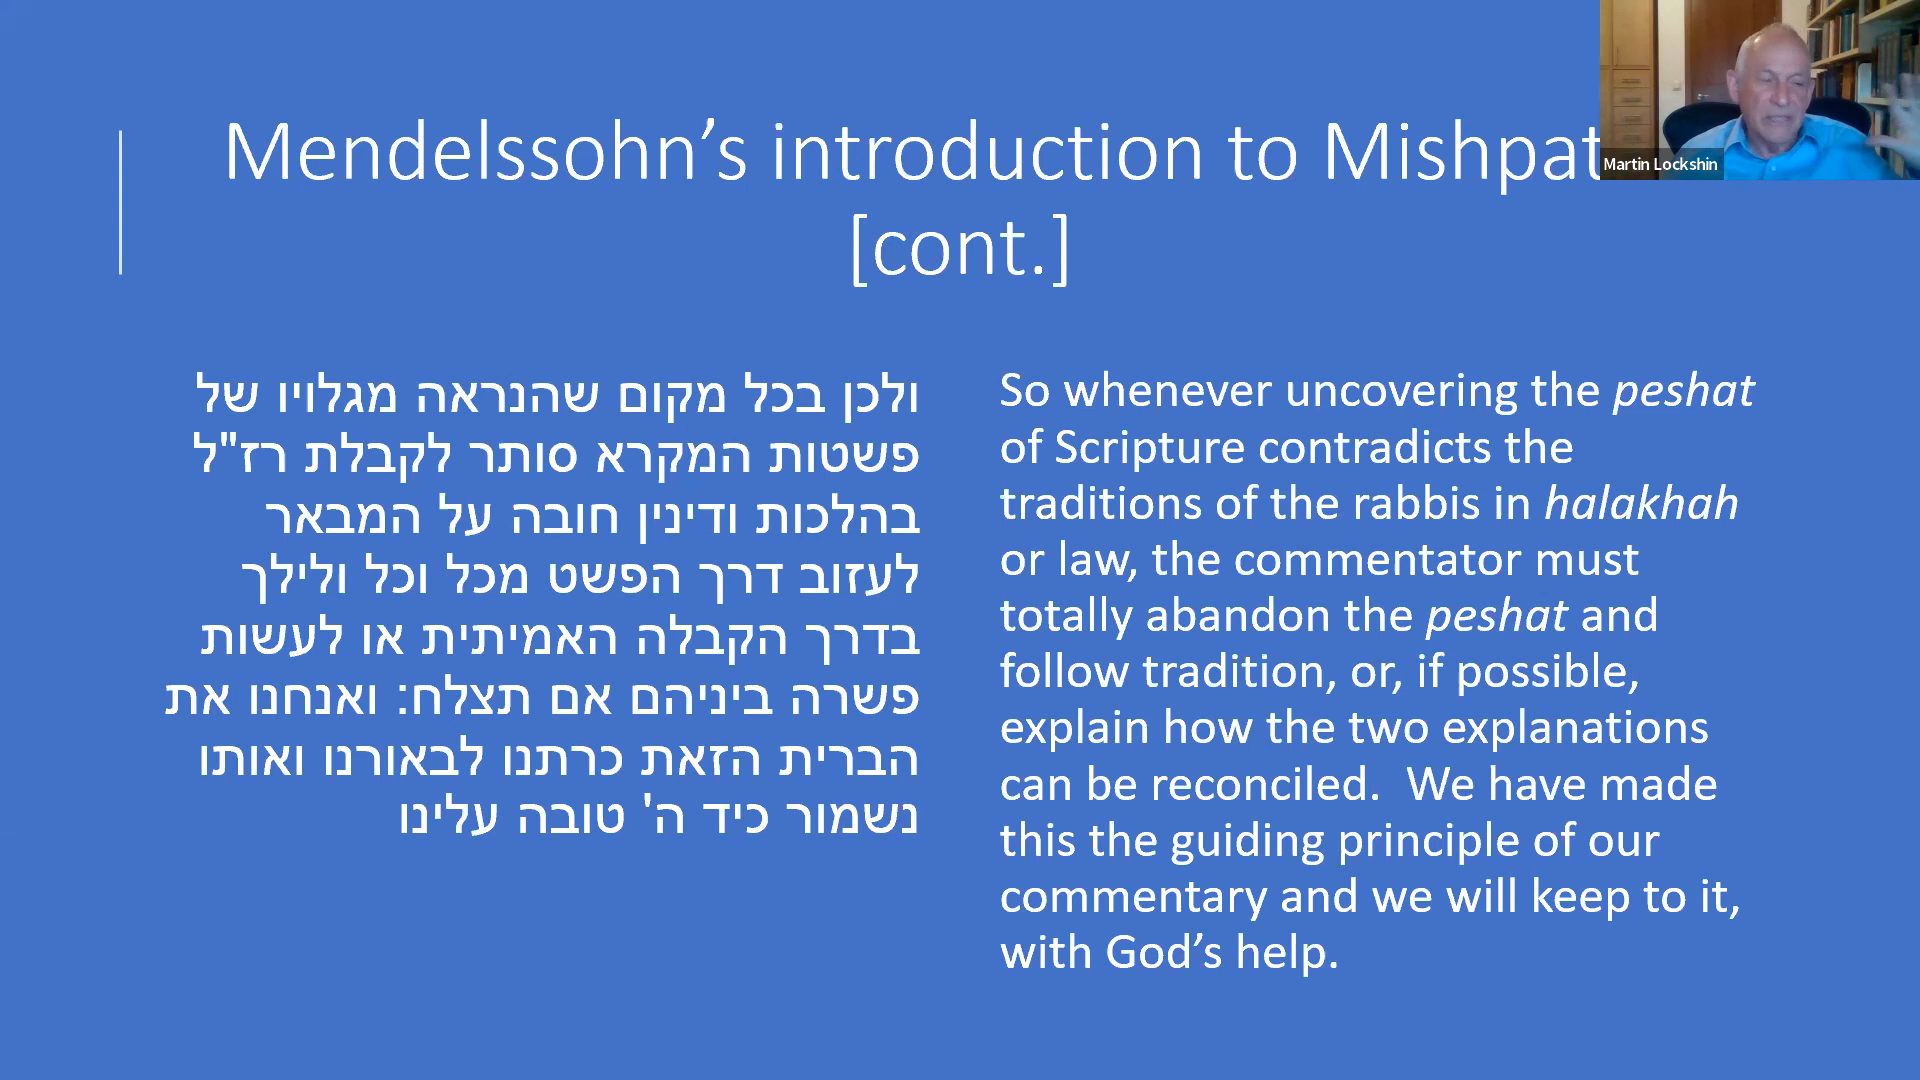 Mendelssohn's introduction to Mishpat
[cont.]
Martin Lockshin
ולכן בכל מקום שהנראה מגלויו של
פשטות המקרא סותר לקבלת רז"ל
בהלכות ודינין חובה על המבאר
לעזוב דרך הפשט מכל וכל ולילך
בדרך הקבלה האמיתית או לעשות
פשרה ביניהם אם תצלח: ואנחנו את
הברית הזאת כרתנו לבאורנו ואותו
נשמור כיד ה' טובה עלינו
So whenever uncovering the peshat
of Scripture contradicts the
traditions of the rabbis in halakhah
or law, the commentator must
totally abandon the peshat and
follow tradition, or, if possible,
explain how the two explanations
can be reconciled.  We have made
this the guiding principle of our
commentary and we will keep to it,
with God's help.